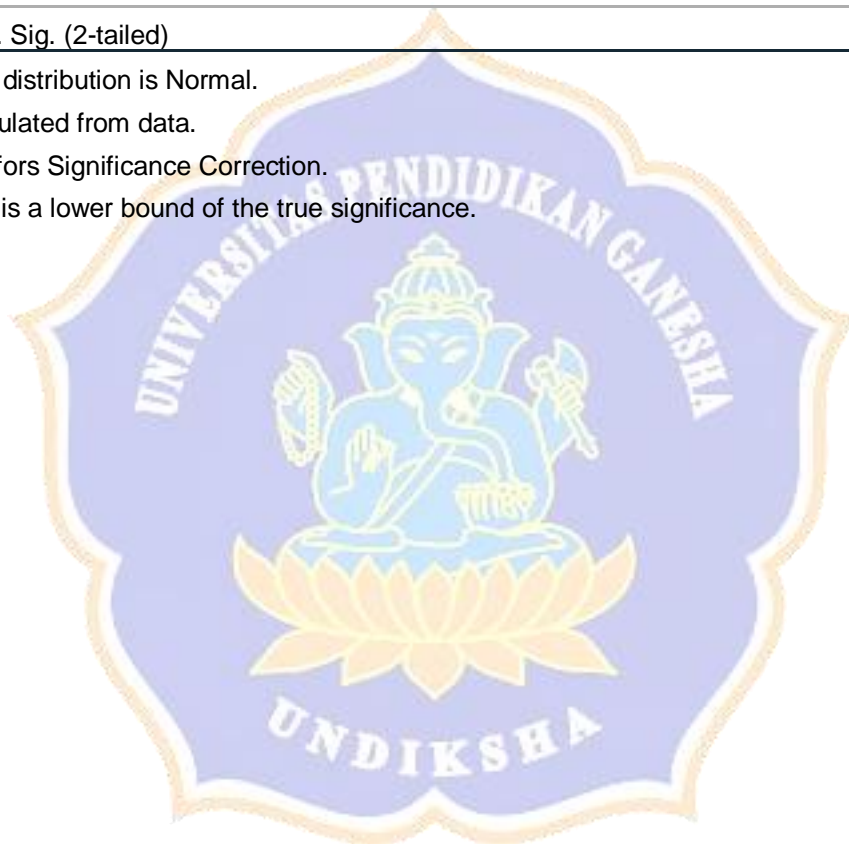 . Sig. (2-tailed)
distribution is Normal.
ulated from data.
fors Significance Correction.
is a lower bound of the true significance.
UNIVERSITAS PENDIDIKAN GANESHA
UNDIKSHA